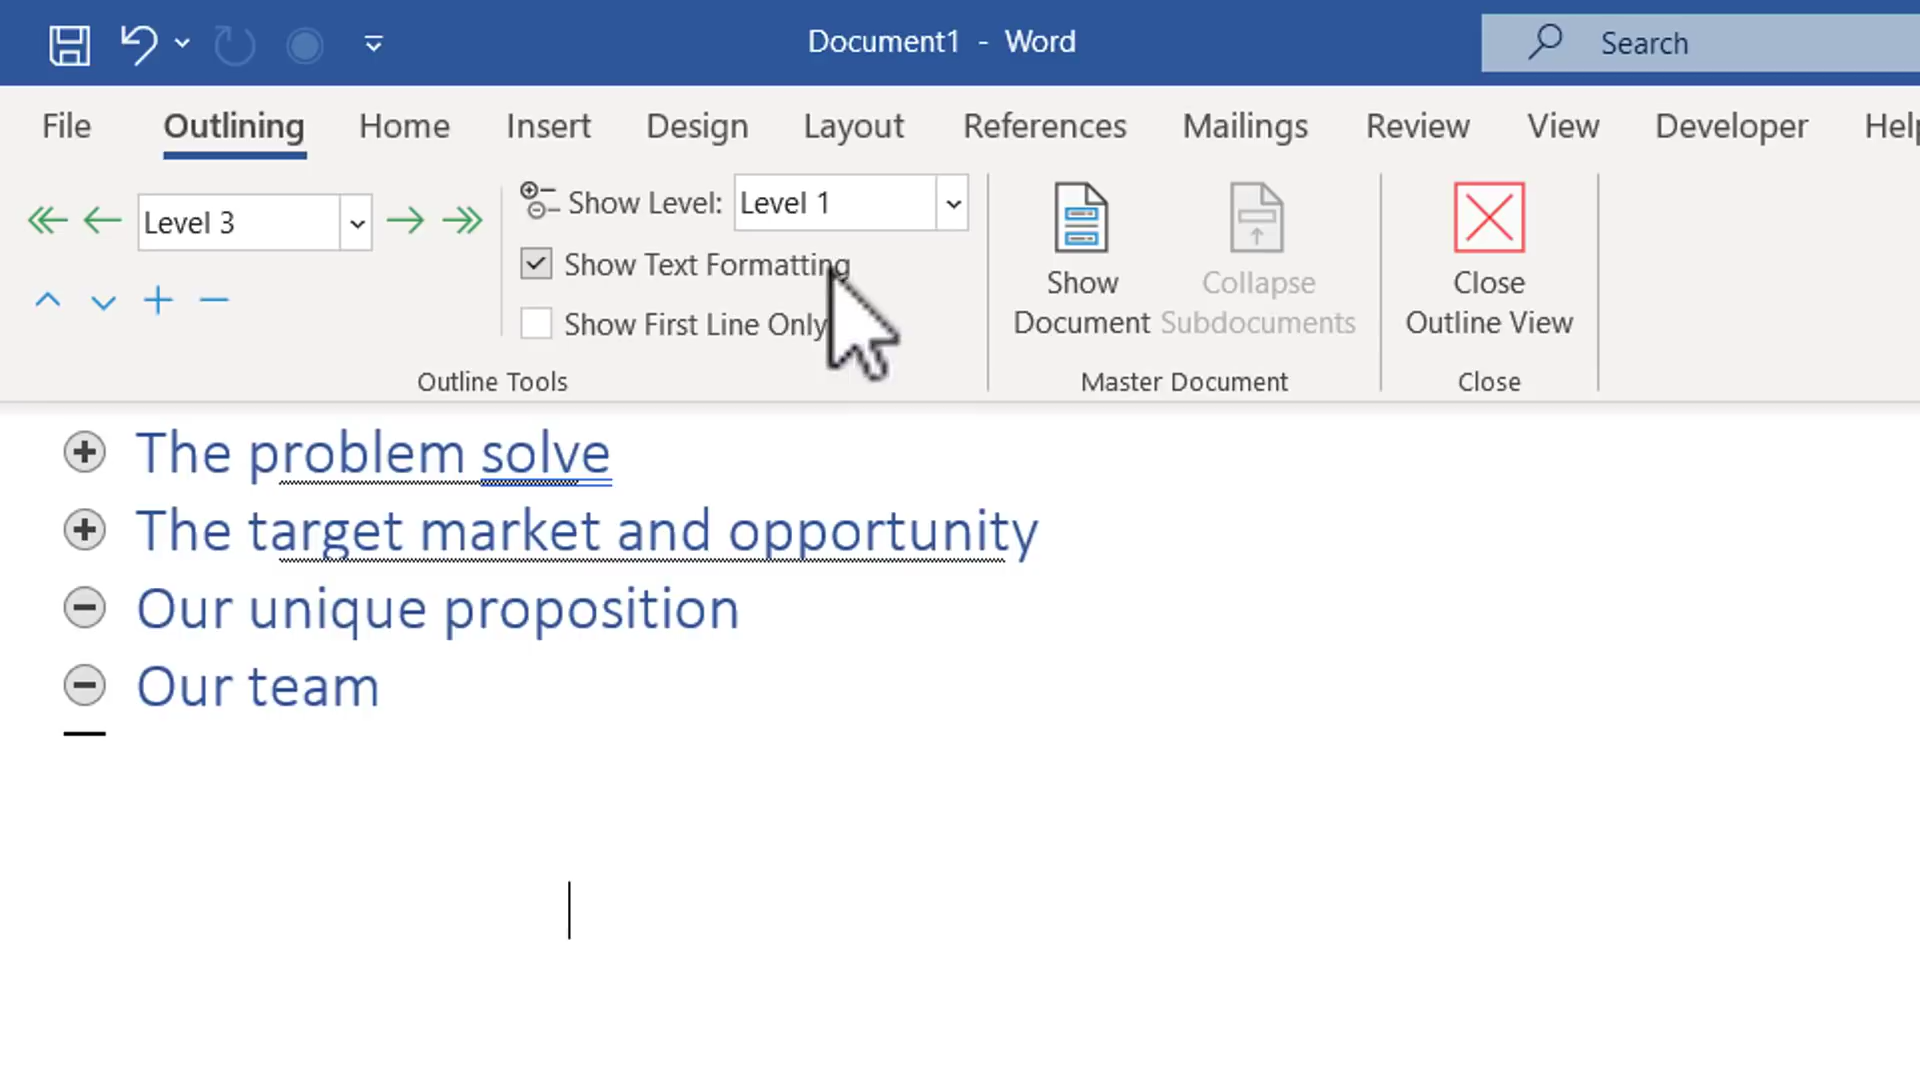 Document1 - Word
Search
File Outlining Home Insert Design Layout References Mailings Review View Developer Help
Level 3
Show Level: Level 1
Show Text Formatting
Show First Line Only
Outline Tools
Show Document
Collapse Subdocuments
Master Document
Close Outline View
Close
The problem solve
The target market and opportunity
Our unique proposition
Our team